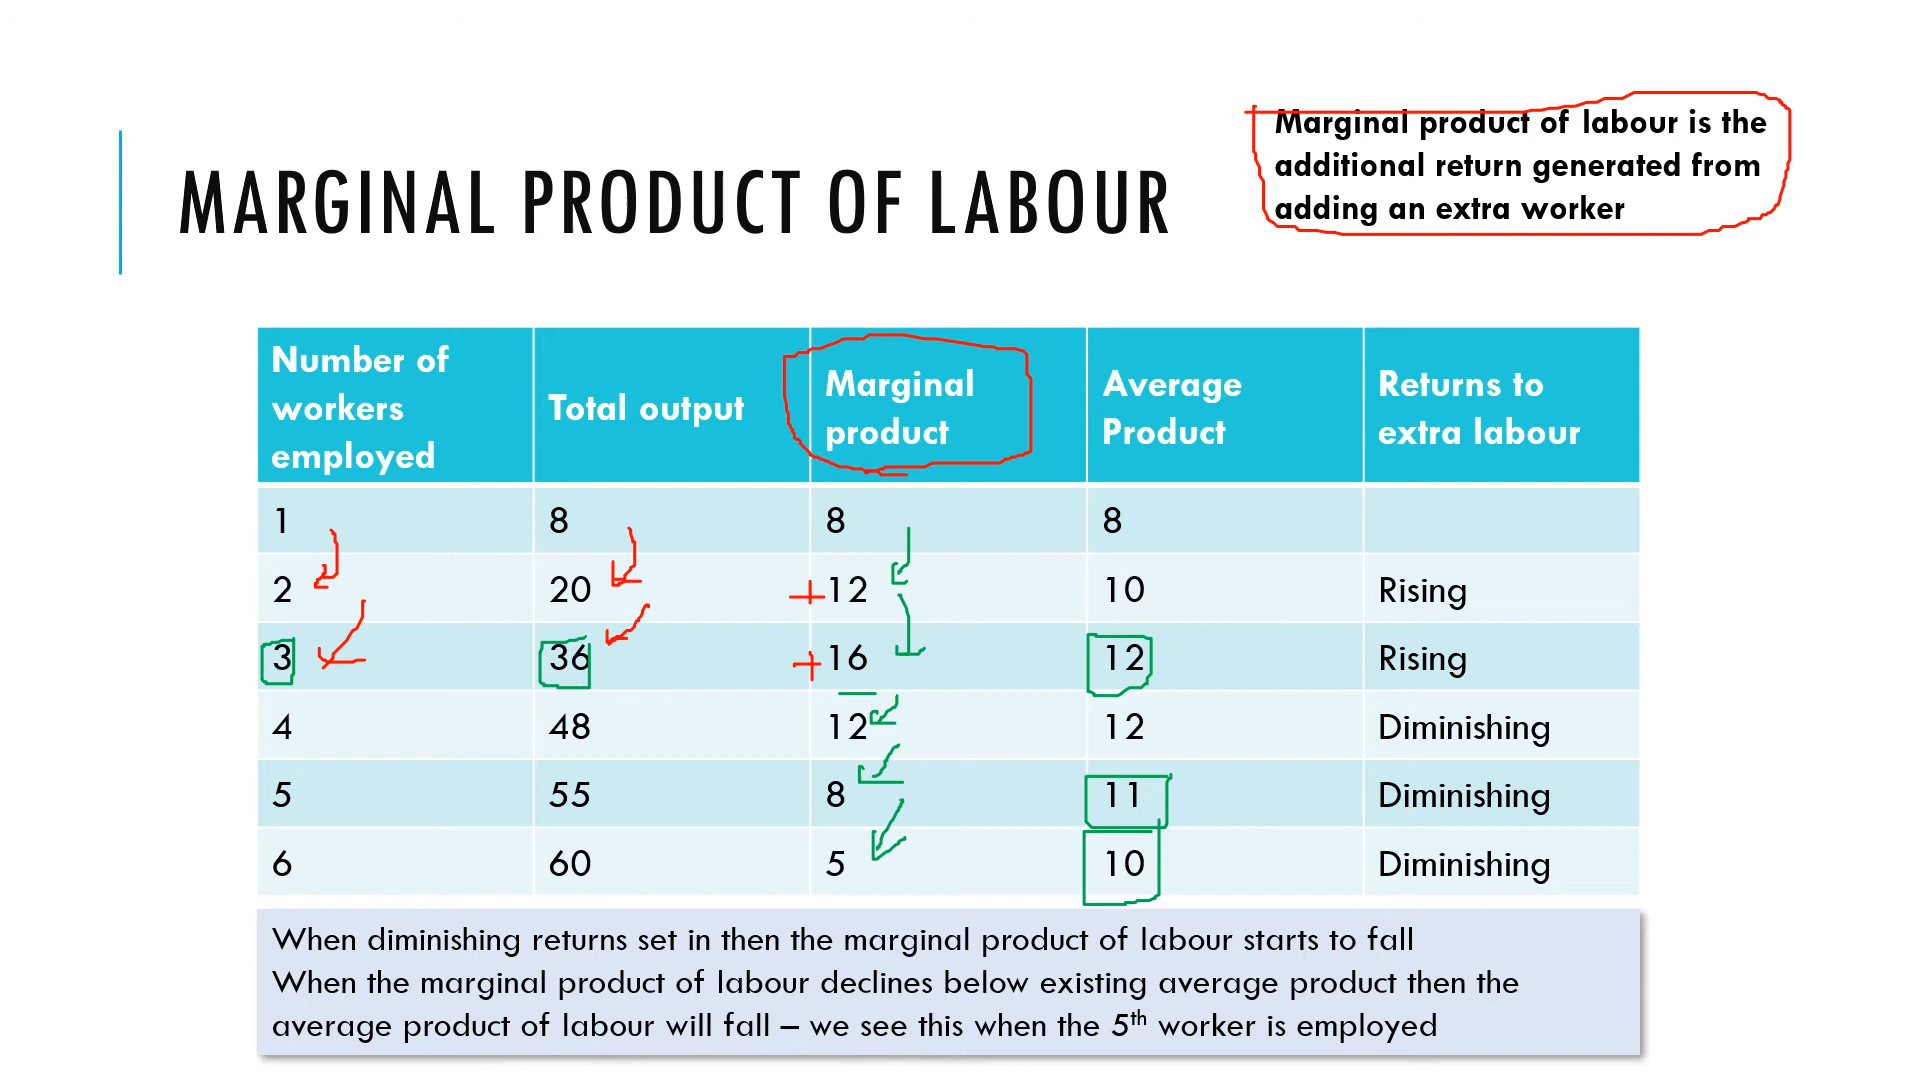 Marginal product of labour is the
additional return generated from
adding an extra worker
MARGINAL PRODUCT OF LABOUR
Number of workers employed Total output Marginal product Average Product Returns to extra labour
1 8 8 8
2 20 +12 10 Rising
3 36 +16 12 Rising
4 48 12 12 Diminishing
5 55 8 11 Diminishing
6 60 5 10 Diminishing
When diminishing returns set in then the marginal product of labour starts to fall
When the marginal product of labour declines below existing average product then the
average product of labour will fall – we see this when the 5th worker is employed